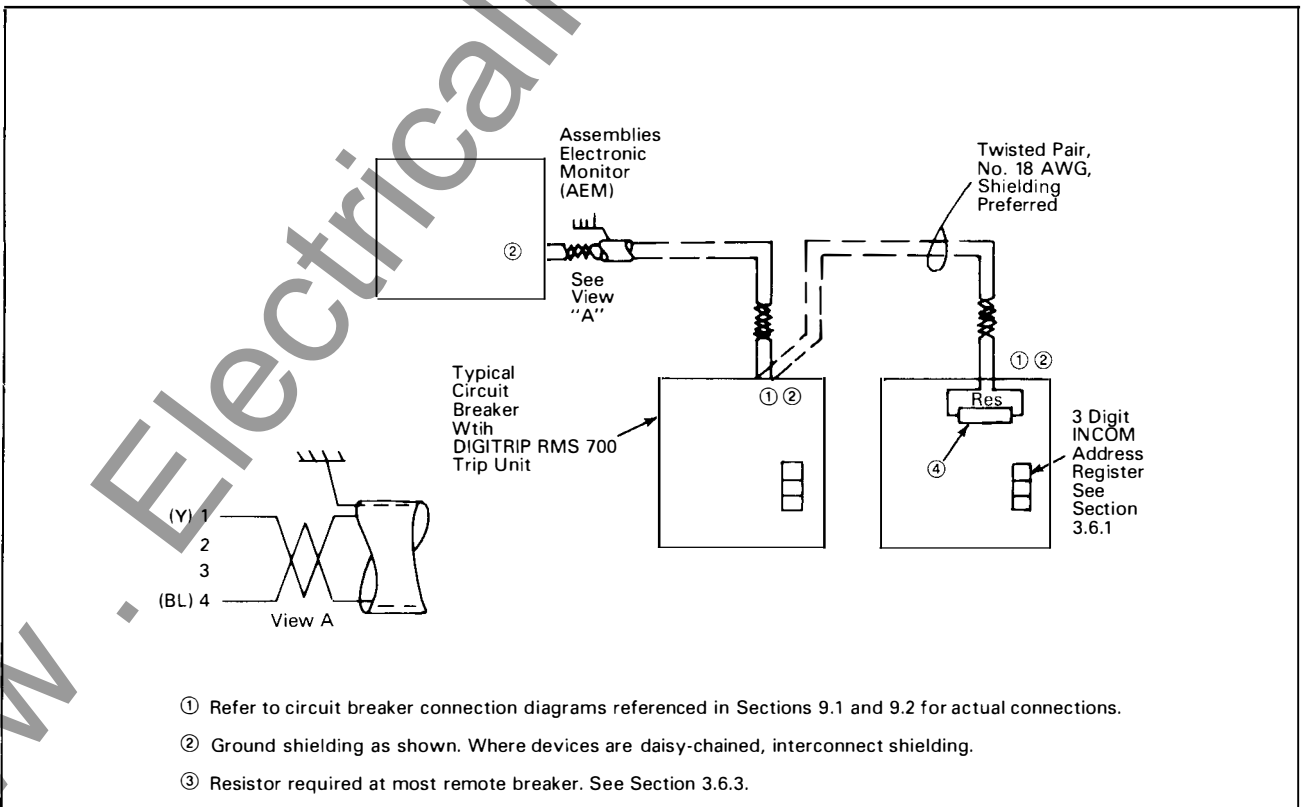 www . Electrical
Assemblies
Electronic
Monitor
(AEM)
Twisted Pair,
No. 18 AWG,
Shielding
Preferred
②
See
View
"A"
① ②
Typical
Circuit
Breaker
Wtih
DIGITRIP RMS 700
Trip Unit
① ②
Res
④
3 Digit
INCOM
Address
Register
See
Section
3.6.1
(Y) 1
2
3
(BL) 4
View A
① Refer to circuit breaker connection diagrams referenced in Sections 9.1 and 9.2 for actual connections.
② Ground shielding as shown. Where devices are daisy-chained, interconnect shielding.
③ Resistor required at most remote breaker. See Section 3.6.3.